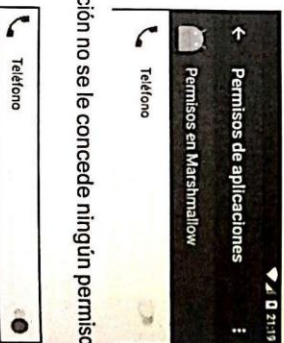 21:19
Permisos de aplicaciones
Permisos en Marshmallow
Teléfono
ción no se le concede ningún permiso
Teléfono